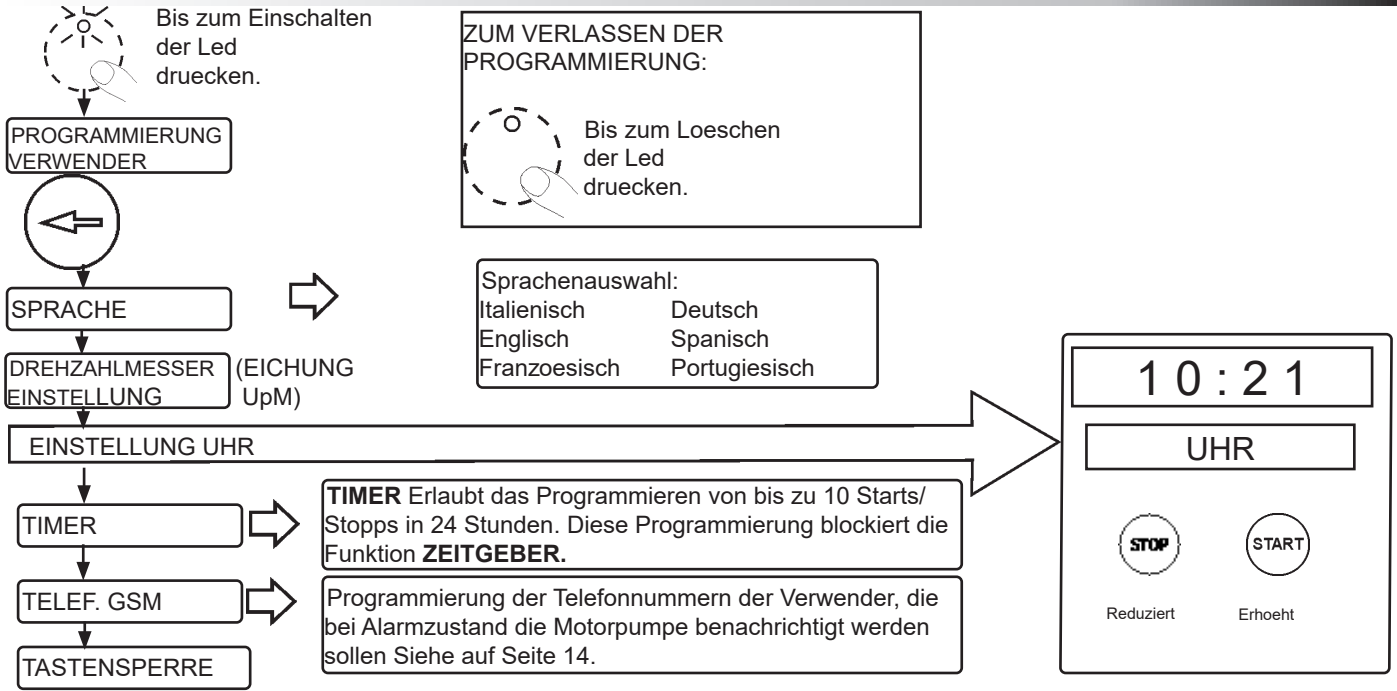 Bis zum Einschalten
der Led
druecken.
PROGRAMMIERUNG
VERWENDER
ZUM VERLASSEN DER
PROGRAMMIERUNG:
Bis zum Loeschen
der Led
druecken.
SPRACHE
Sprachenauswahl:
Italienisch Deutsch
Englisch Spanisch
Franzoesisch Portugiesisch
DREHZAHLMESSER
EINSTELLUNG
(EICHUNG
UpM)
EINSTELLUNG UHR
10:21
UHR
STOP START
Reduziert Erhoeht
TIMER
TIMER Erlaubt das Programmieren von bis zu 10 Starts/
Stopps in 24 Stunden. Diese Programmierung blockiert die
Funktion ZEITGEBER.
TELEF. GSM
Programmierung der Telefonnummern der Verwender, die
bei Alarmzustand die Motorpumpe benachrichtigt werden
sollen Siehe auf Seite 14.
TASTENSPERRE